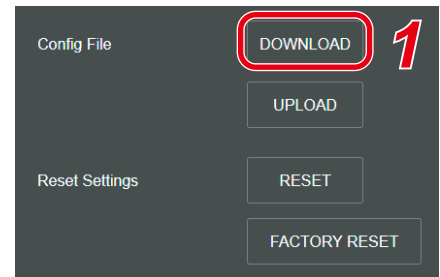 Config File DOWNLOAD 1
UPLOAD
Reset Settings RESET
FACTORY RESET